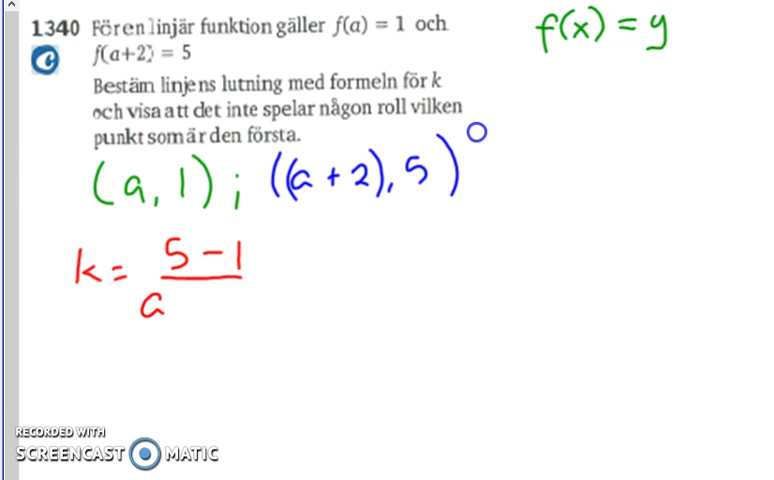 1340 För en linjär funktion gäller f(a) = 1 och
f(a+2) = 5
C
Bestäm linjens lutning med formeln för k
och visa att det inte spelar någon roll vilken
punkt som är den första.
f(x) = y
(a, 1) ; ((a + 2), 5)
k = 5 - 1
a
RECORDED WITH
SCREENCAST MATIC